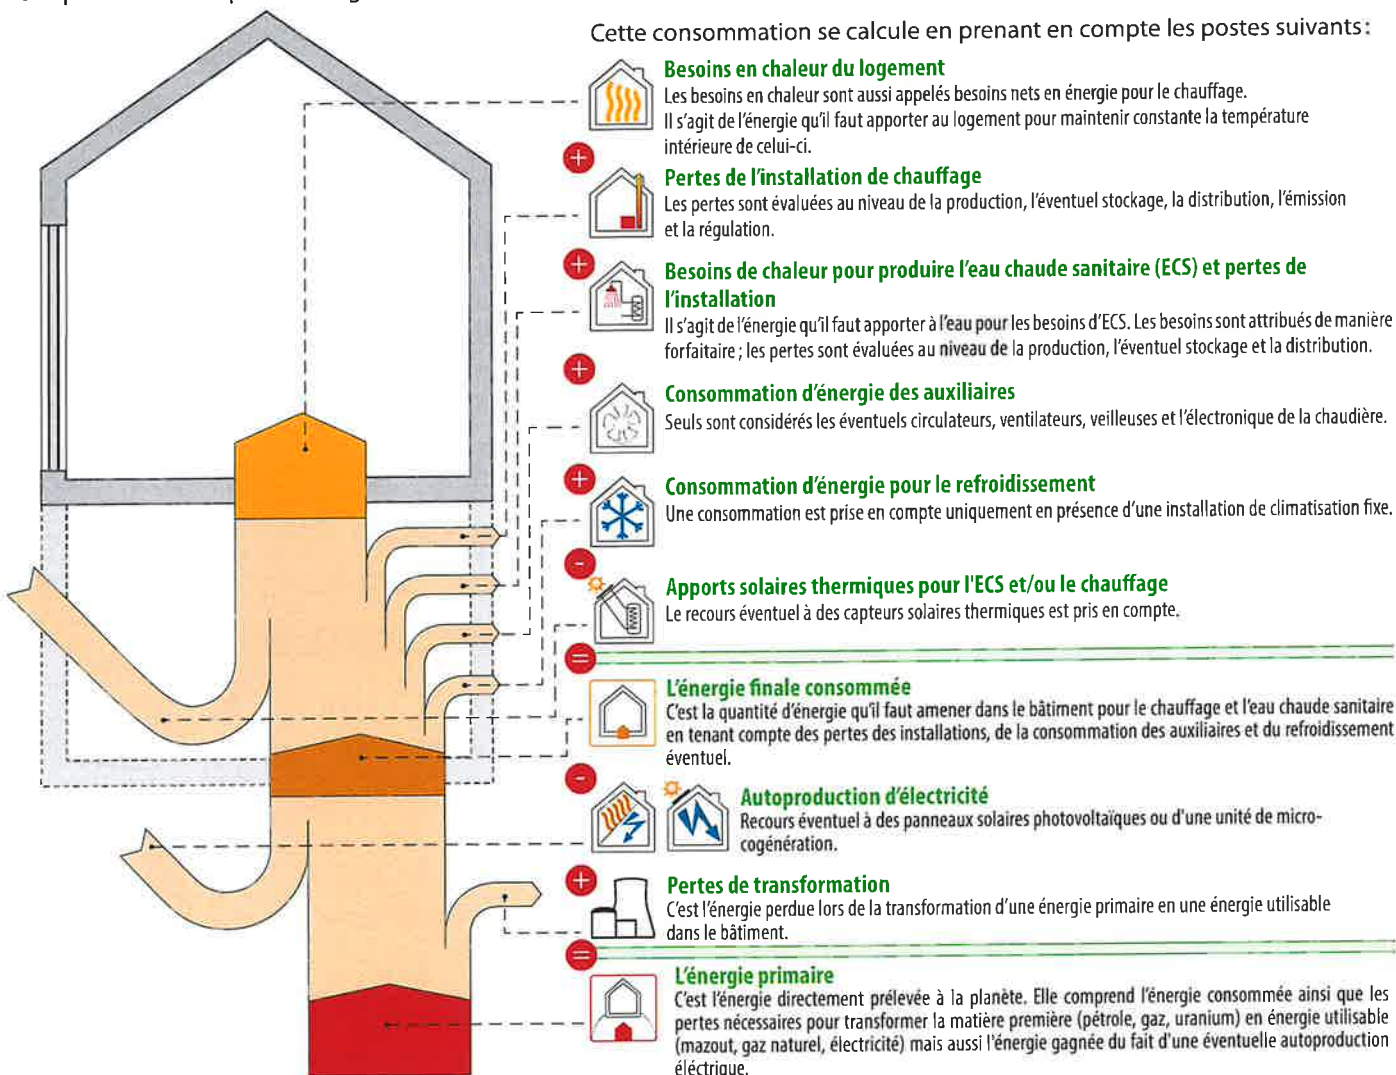 Cette consommation se calcule en prenant en compte les postes suivants :
Besoins en chaleur du logement
Les besoins en chaleur sont aussi appelés besoins nets en énergie pour le chauffage.
Il s'agit de l'énergie qu'il faut apporter au logement pour maintenir constante la température
intérieure de celui-ci.
+
Pertes de l'installation de chauffage
Les pertes sont évaluées au niveau de la production, l'éventuel stockage, la distribution, l'émission
et la régulation.
+
Besoins de chaleur pour produire l'eau chaude sanitaire (ECS) et pertes de
l'installation
Il s'agit de l'énergie qu'il faut apporter à l'eau pour les besoins d'ECS. Les besoins sont attribués de manière
forfaitaire ; les pertes sont évaluées au niveau de la production, l'éventuel stockage et la distribution.
+
Consommation d'énergie des auxiliaires
Seuls sont considérés les éventuels circulateurs, ventilateurs, veilleuses et l'électronique de la chaudière.
+
Consommation d'énergie pour le refroidissement
Une consommation est prise en compte uniquement en présence d'une installation de climatisation fixe.
-
Apports solaires thermiques pour l'ECS et/ou le chauffage
Le recours éventuel à des capteurs solaires thermiques est pris en compte.
=
L'énergie finale consommée
C'est la quantité d'énergie qu'il faut amener dans le bâtiment pour le chauffage et l'eau chaude sanitaire
en tenant compte des pertes des installations, de la consommation des auxiliaires et du refroidissement
éventuel.
-
Autoproduction d'électricité
Recours éventuel à des panneaux solaires photovoltaïques ou d'une unité de micro-
cogénération.
+
Pertes de transformation
C'est l'énergie perdue lors de la transformation d'une énergie primaire en une énergie utilisable
dans le bâtiment.
=
L'énergie primaire
C'est l'énergie directement prélevée à la planète. Elle comprend l'énergie consommée ainsi que les
pertes nécessaires pour transformer la matière première (pétrole, gaz, uranium) en énergie utilisable
(mazout, gaz naturel, électricité) mais aussi l'énergie gagnée du fait d'une éventuelle autoproduction
éléctrique.